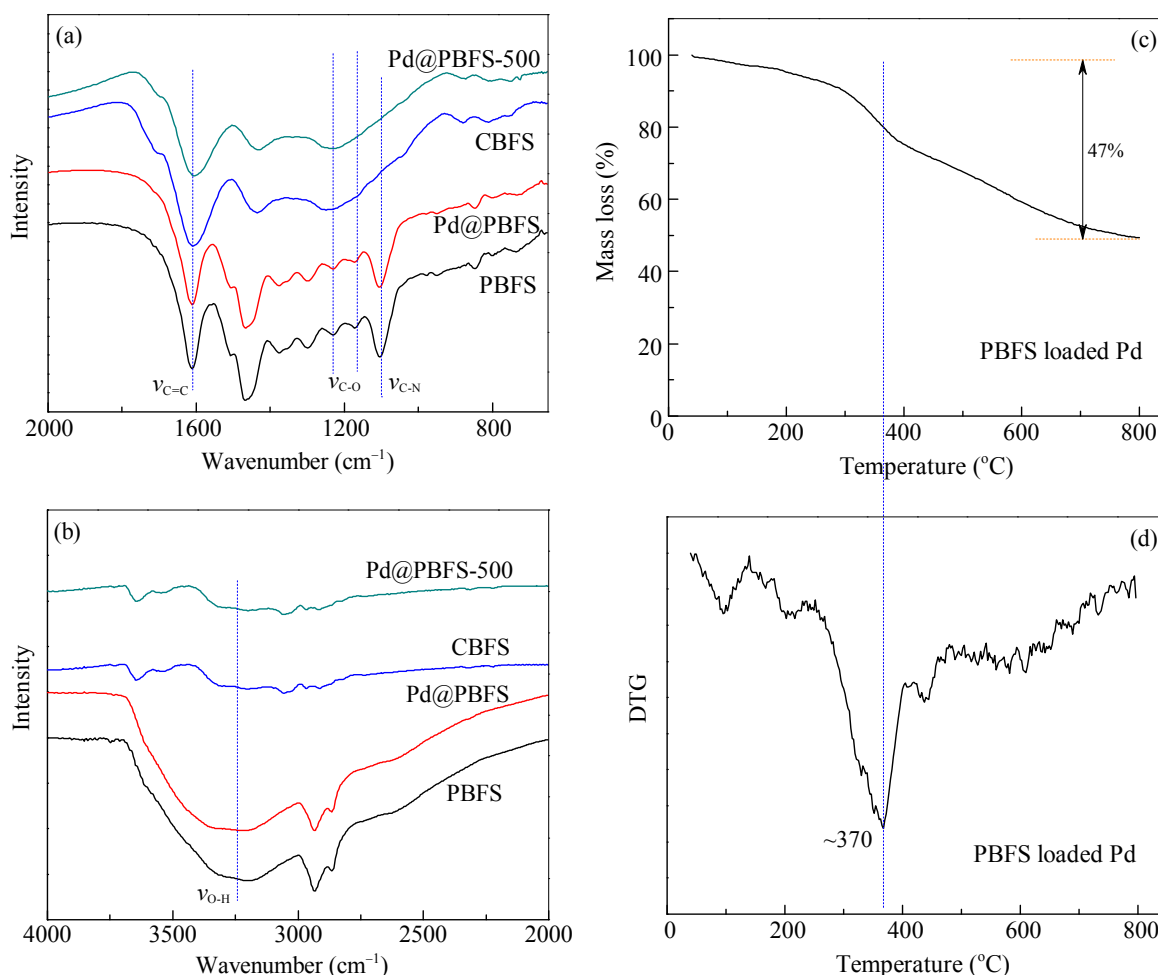 (a)
Pd@PBFS-500
CBFS
Pd@PBFS
PBFS
νC=C
νC-O
νC-N
Intensity
2000 1600 1200 800
Wavenumber (cm⁻¹)
(c)
100
80
60
40
20
0
47%
PBFS loaded Pd
Mass loss (%)
0 200 400 600 800
Temperature (°C)
(b)
Pd@PBFS-500
CBFS
Pd@PBFS
PBFS
νO-H
Intensity
4000 3500 3000 2500 2000
Wavenumber (cm⁻¹)
(d)
~370
PBFS loaded Pd
DTG
0 200 400 600 800
Temperature (°C)